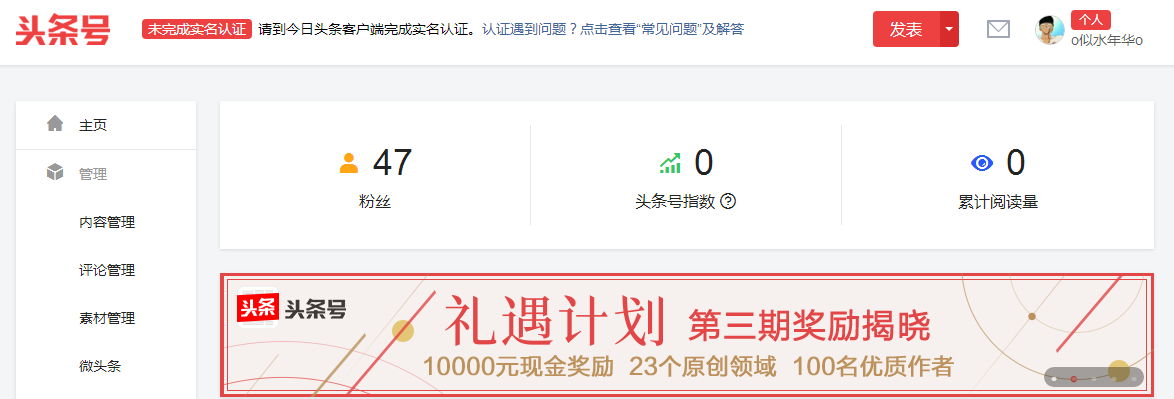 头条号
未完成实名认证 请到今日头条客户端完成实名认证。认证遇到问题？点击查看“常见问题”及解答
发表
个人
o似水年华o
主页
管理
内容管理
评论管理
素材管理
微头条
47
粉丝
0
头条号指数
0
累计阅读量
头条 头条号
礼遇计划 第三期奖励揭晓
10000元现金奖励 23个原创领域 100名优质作者